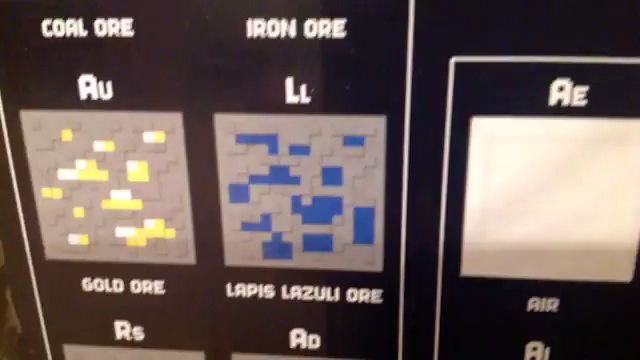 COAL ORE IRON ORE
AU LL AE
GOLD ORE LAPIS LAZULI ORE AIR
RS AD